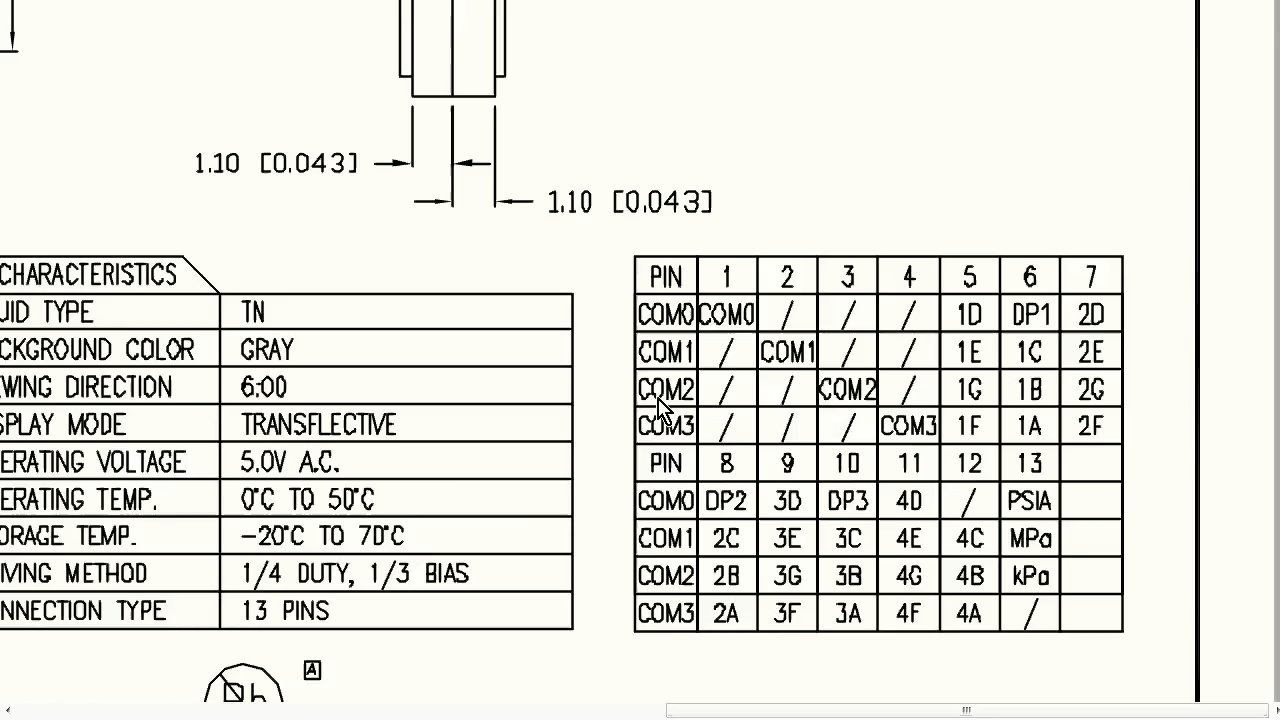 1.10 [0.043]
1.10 [0.043]
CHARACTERISTICS
UID TYPE TN
CKGROUND COLOR GRAY
WING DIRECTION 6:00
SPLAY MODE TRANSFLECTIVE
ERATING VOLTAGE 5.0V A.C.
ERATING TEMP. 0°C TO 50°C
ORAGE TEMP. -20°C TO 70°C
IVING METHOD 1/4 DUTY, 1/3 BIAS
NNECTION TYPE 13 PINS
PIN 1 2 3 4 5 6 7
COM0 COM0 / / / 1D DP1 2D
COM1 / COM1 / / 1E 1C 2E
COM2 / / COM2 / 1G 1B 2G
COM3 / / / COM3 1F 1A 2F
PIN 8 9 10 11 12 13
COM0 DP2 3D DP3 4D / PSIA
COM1 2C 3E 3C 4E 4C MPa
COM2 2B 3G 3B 4G 4B kPa
COM3 2A 3F 3A 4F 4A /
A
Pb